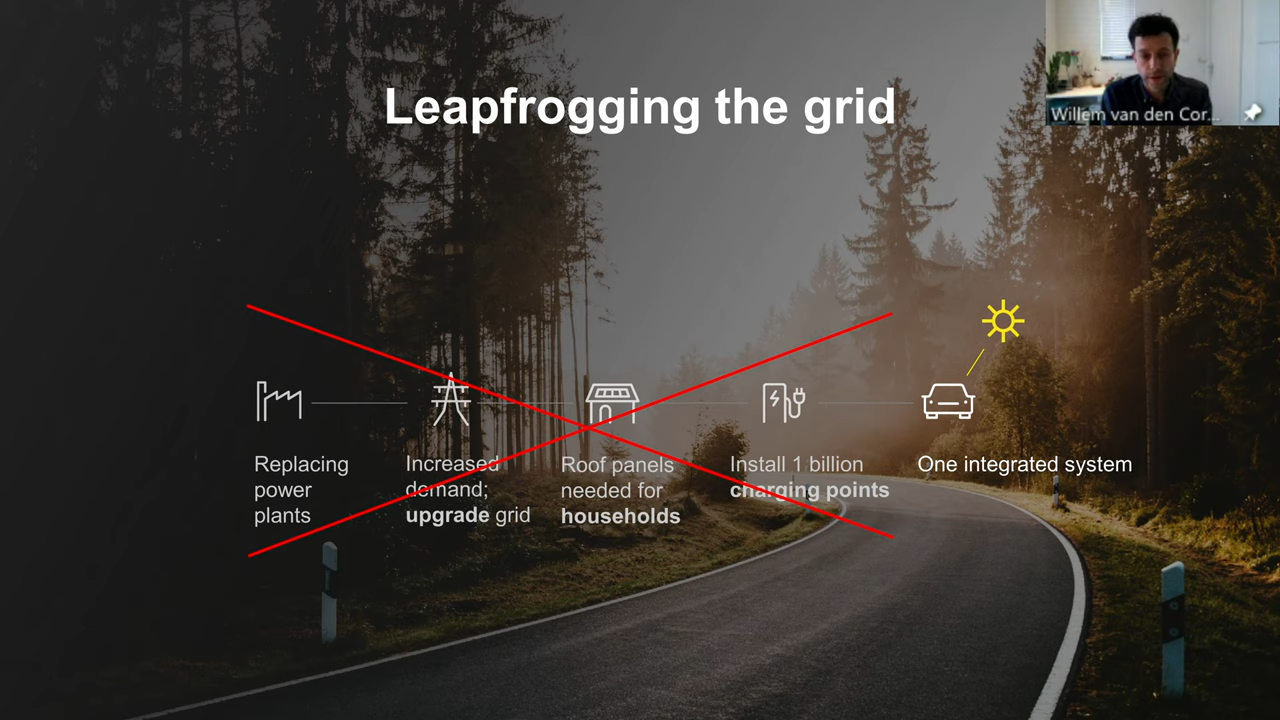 Leapfrogging the grid
Willem van den Cor...
Replacing
power
plants
Increased
demand;
upgrade grid
Roof panels
needed for
households
Install 1 billion
charging points
One integrated system